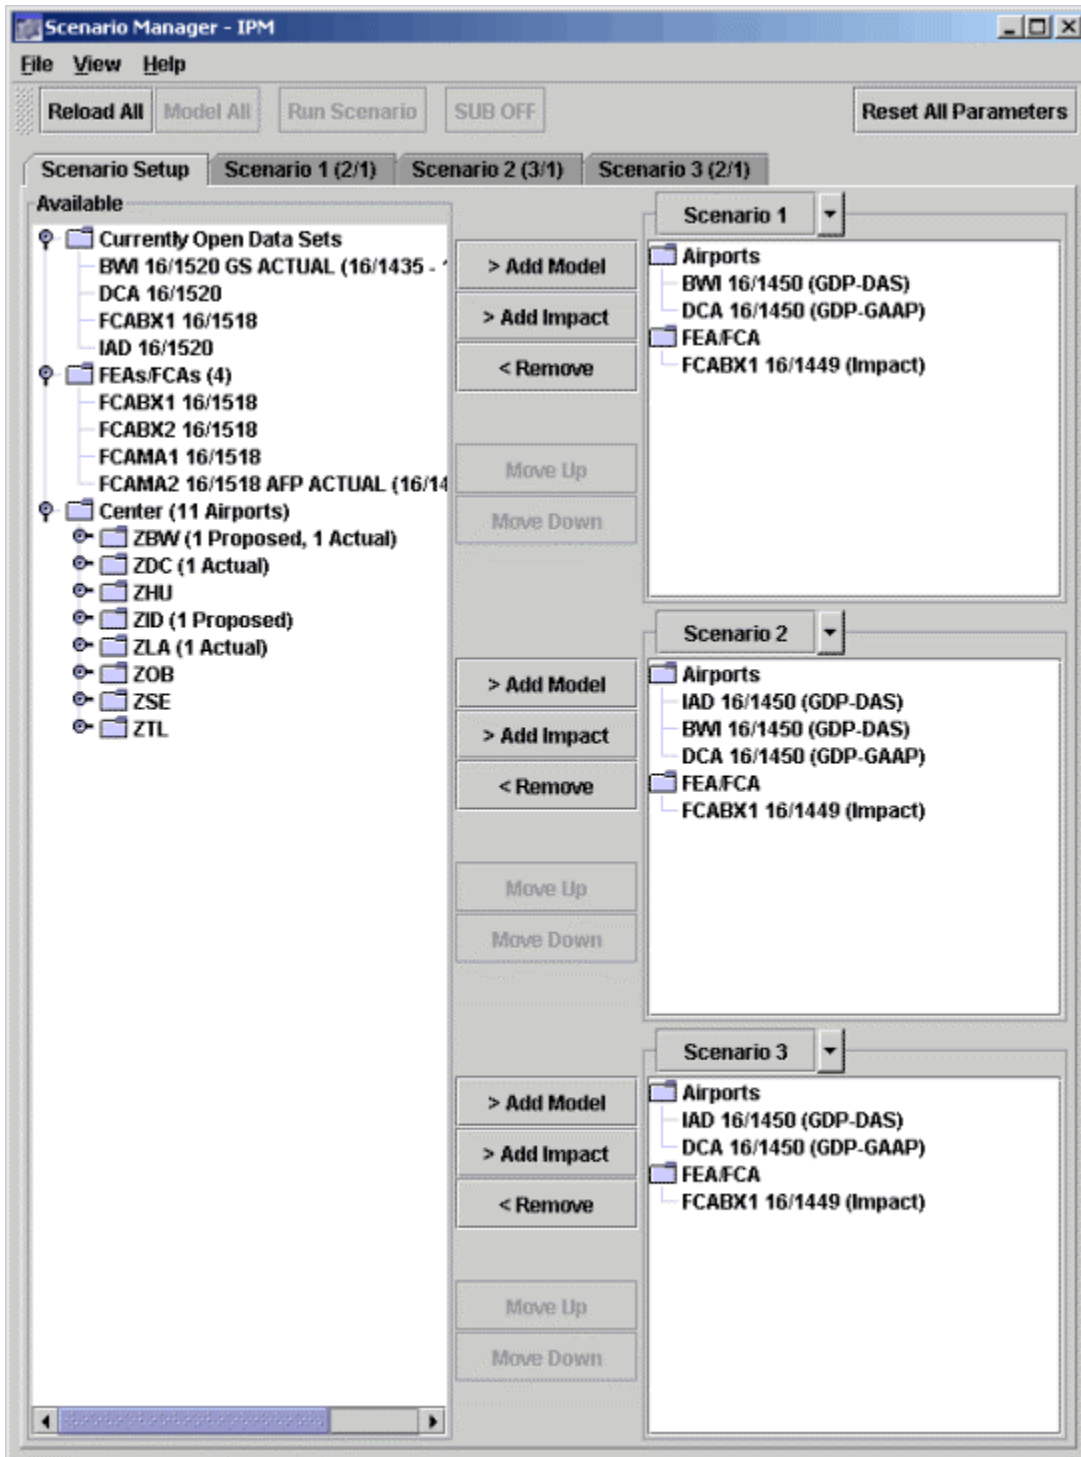 Scenario Manager - IPM
File View Help
Reload All Model All Run Scenario SUB OFF Reset All Parameters
Scenario Setup Scenario 1 (2/1) Scenario 2 (3/1) Scenario 3 (2/1)
Available
Currently Open Data Sets
BWI 16/1520 GS ACTUAL (16/1435 -
DCA 16/1520
FCABX1 16/1518
IAD 16/1520
FEAs/FCAs (4)
FCABX1 16/1518
FCABX2 16/1518
FCAMA1 16/1518
FCAMA2 16/1518 AFP ACTUAL (16/14
Center (11 Airports)
ZBW (1 Proposed, 1 Actual)
ZDC (1 Actual)
ZHU
ZID (1 Proposed)
ZLA (1 Actual)
ZOB
ZSE
ZTL
> Add Model
> Add Impact
< Remove
Move Up
Move Down
Scenario 1
Airports
BWI 16/1450 (GDP-DAS)
DCA 16/1450 (GDP-GAAP)
FEA/FCA
FCABX1 16/1449 (Impact)
> Add Model
> Add Impact
< Remove
Move Up
Move Down
Scenario 2
Airports
IAD 16/1450 (GDP-DAS)
BWI 16/1450 (GDP-DAS)
DCA 16/1450 (GDP-GAAP)
FEA/FCA
FCABX1 16/1449 (Impact)
> Add Model
> Add Impact
< Remove
Move Up
Move Down
Scenario 3
Airports
IAD 16/1450 (GDP-DAS)
DCA 16/1450 (GDP-GAAP)
FEA/FCA
FCABX1 16/1449 (Impact)